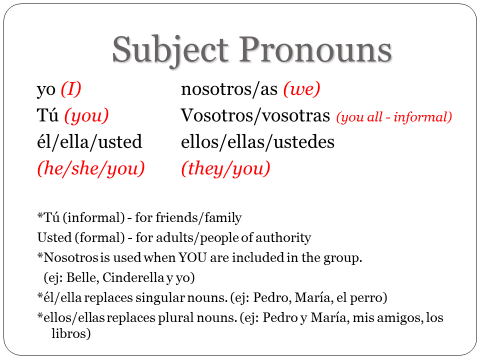 Subject Pronouns
yo (I) nosotros/as (we)
Tú (you) Vosotros/vosotras (you all - informal)
él/ella/usted ellos/ellas/ustedes
(he/she/you) (they/you)
*Tú (informal) - for friends/family
Usted (formal) - for adults/people of authority
*Nosotros is used when YOU are included in the group.
(ej: Belle, Cinderella y yo)
*él/ella replaces singular nouns. (ej: Pedro, María, el perro)
*ellos/ellas replaces plural nouns. (ej: Pedro y María, mis amigos, los
libros)